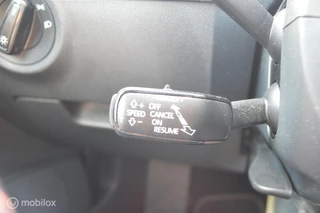 ⇧+ OFF
SPEED CANCEL
⇩- ON
RESUME
© mobilox